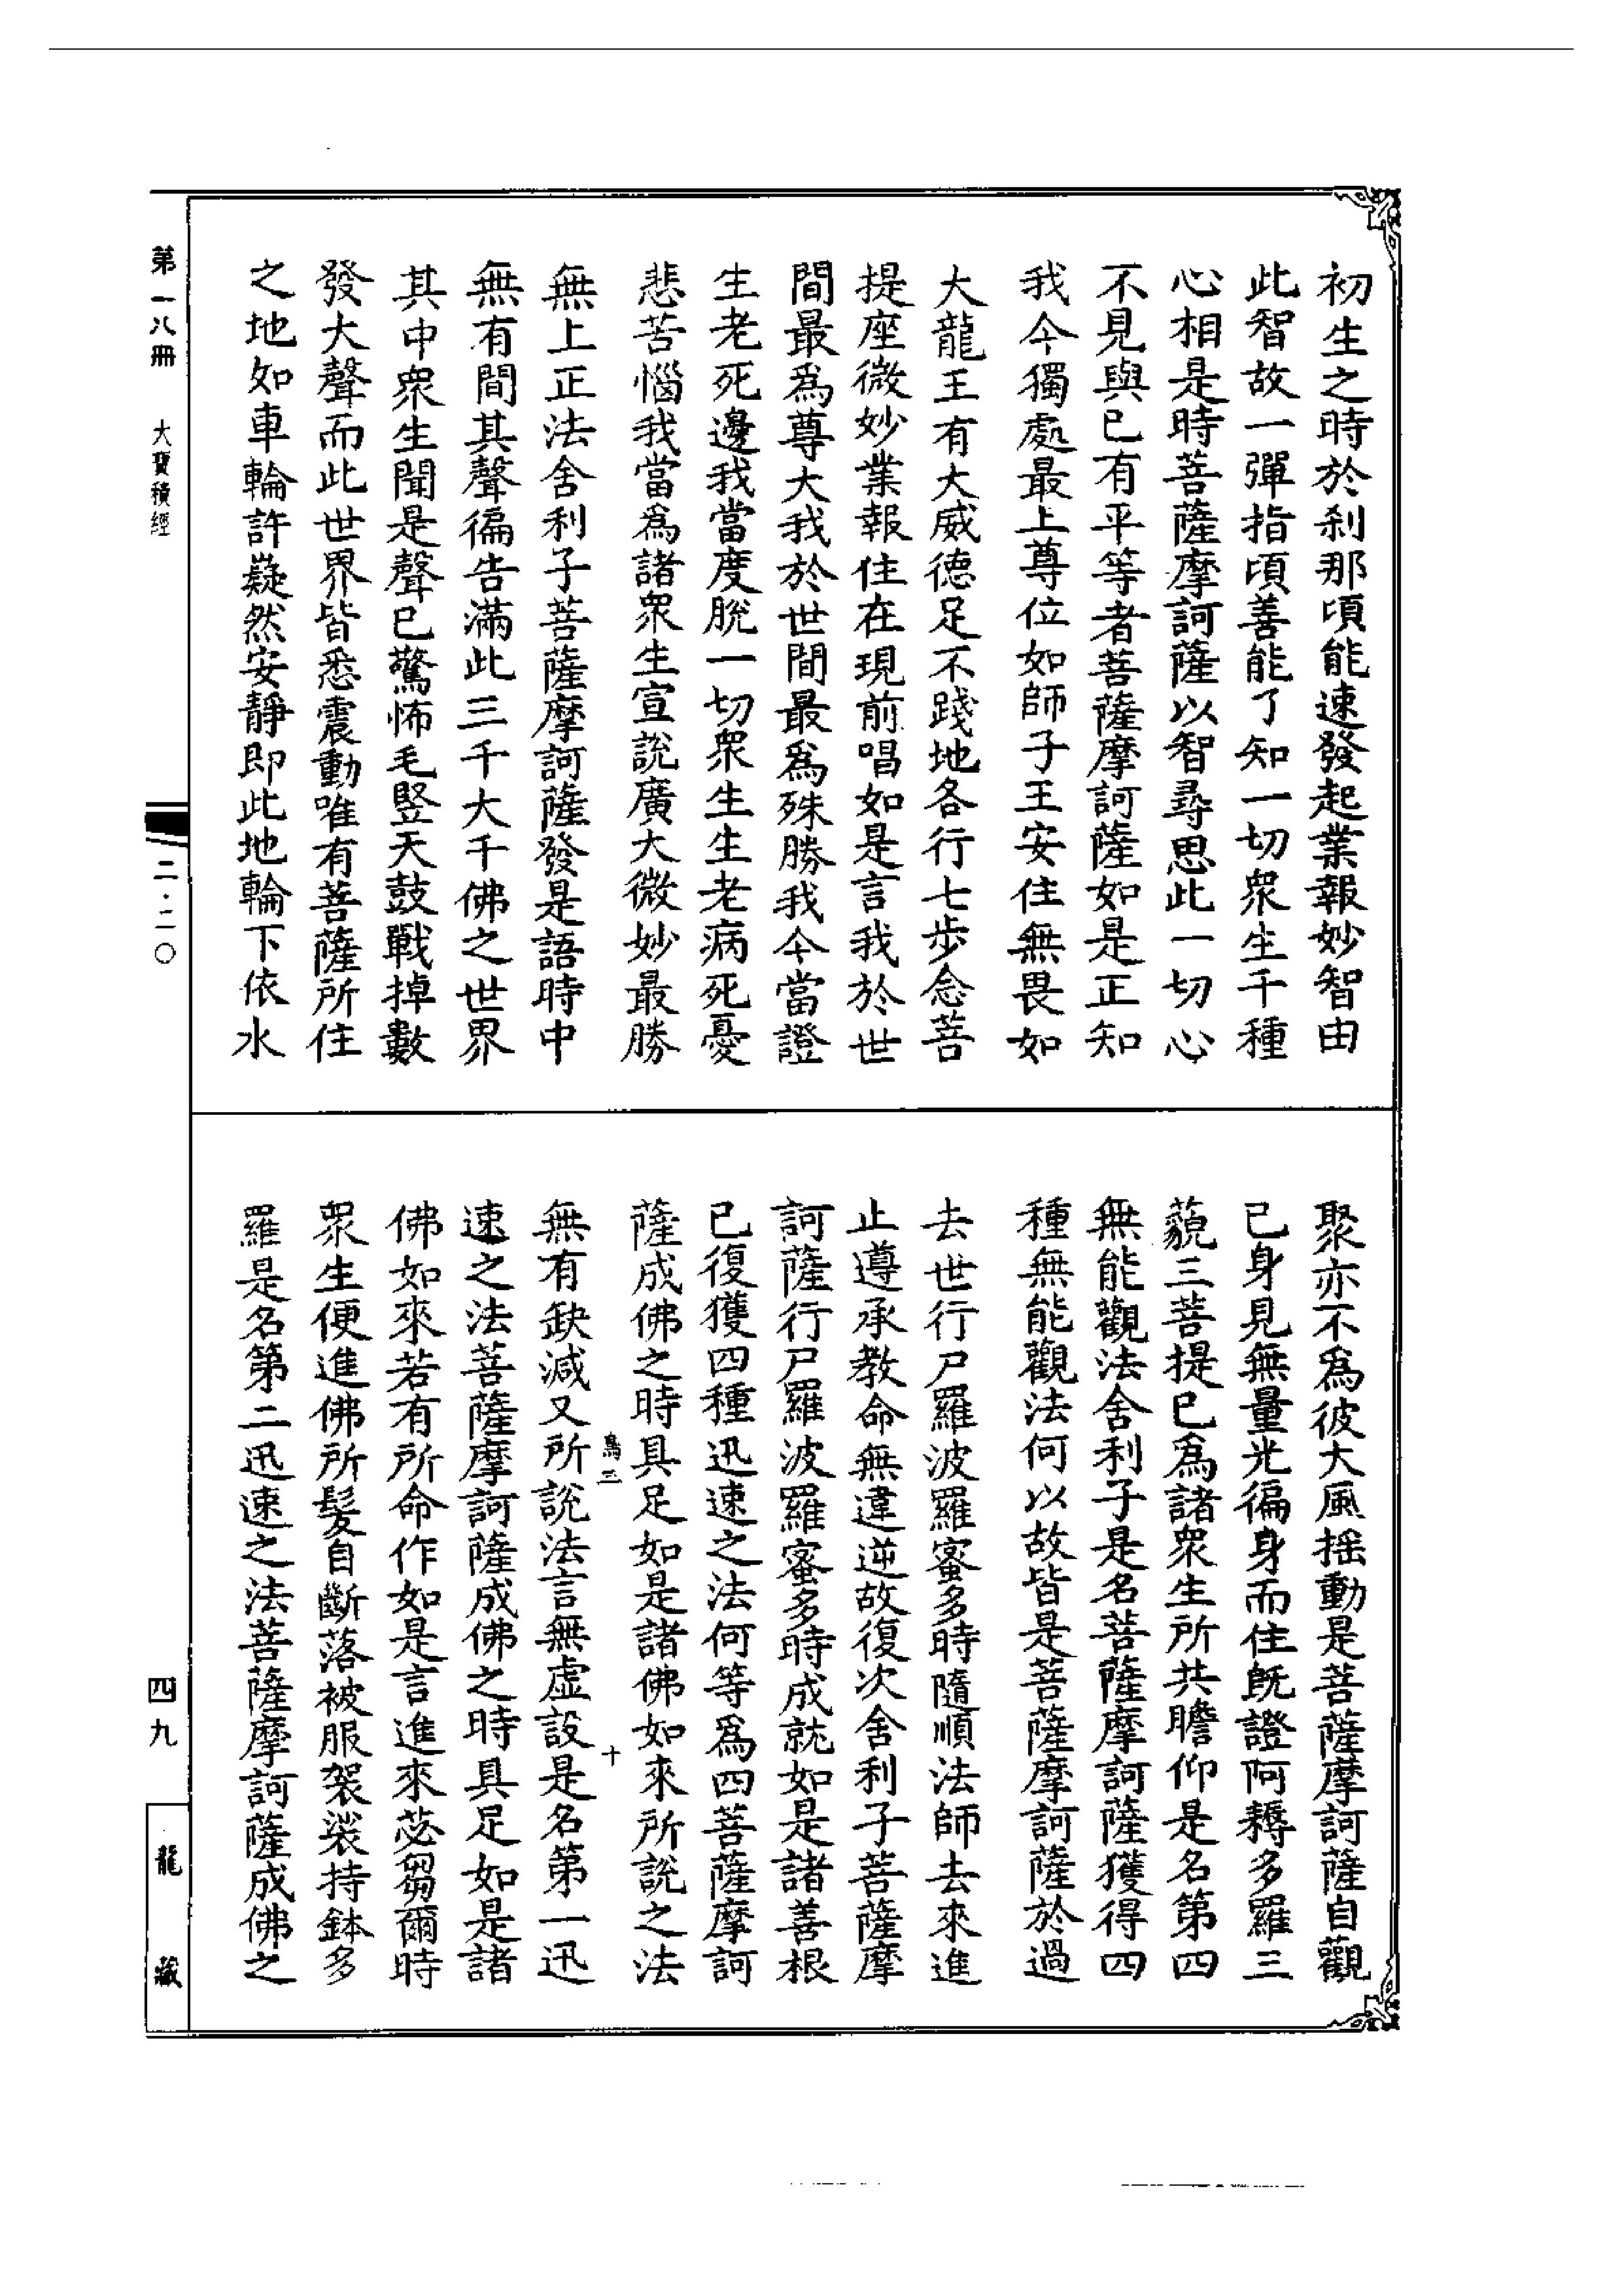 初生之時於刹那頃能速發起業報妙智由
此智故一彈指頃善能了知一切衆生千種
心相是時菩薩摩訶薩以智尋思此一切心
不見與已有平等者菩薩摩訶薩如是正知
我今獨處最上尊位如師子王安住無畏如
大龍王有大威德足不踐地各行七步念菩
提座微妙業報住在現前唱如是言我於世
間最爲尊大我於世間最爲殊勝我今當證
生老死邊我當度脫一切衆生生老病死憂
悲苦惱我當爲諸衆生宣說廣大微妙最勝
無上正法舍利子菩薩摩訶薩發是語時中
無有間其聲徧告滿此三千大千佛之世界
其中衆生聞是聲已驚怖毛竪天鼓戰掉數
發大聲而此世界皆悉震動唯有菩薩所住
之地如車輪許嶷然安靜即此地輪下依水
聚亦不爲彼大風揺動是菩薩摩訶薩自觀
已身見無量光徧身而住旣證阿耨多羅三
藐三菩提已爲諸衆生所共瞻仰是名第四
無能觀法舍利子是名菩薩摩訶薩獲得四
種無能觀法何以故皆是菩薩摩訶薩於過
去世行尸羅波羅蜜多時隨順法師去來進
止遵承教命無違逆故復次舍利子菩薩摩
訶薩行尸羅波羅蜜多時成就如是諸善根
已復獲四種迅速之法何等爲四菩薩摩訶
薩成佛之時具足如是諸佛如來所說之法
鳥三 十
無有缺減又所說法言無虛設是名第一迅
速之法菩薩摩訶薩成佛之時具足如是諸
佛如來若有所命作如是言進來苾芻爾時
衆生便進佛所髮自斷落被服袈裟持鉢多
羅是名第二迅速之法菩薩摩訶薩成佛之
第一八冊 大寶積經
二·二〇
四九
龍藏